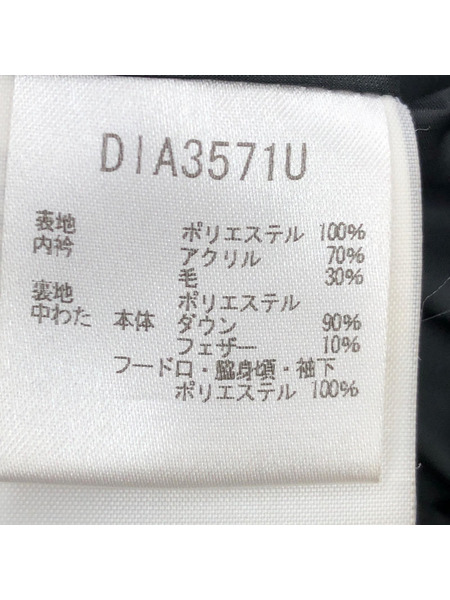 DIA3571U
表地 ポリエステル 100%
内衿 アクリル 70%
毛 30%
裏地 ポリエステル
中わた 本体 ダウン 90%
フェザー 10%
フード口・脇身頃・袖下
ポリエステル 100%